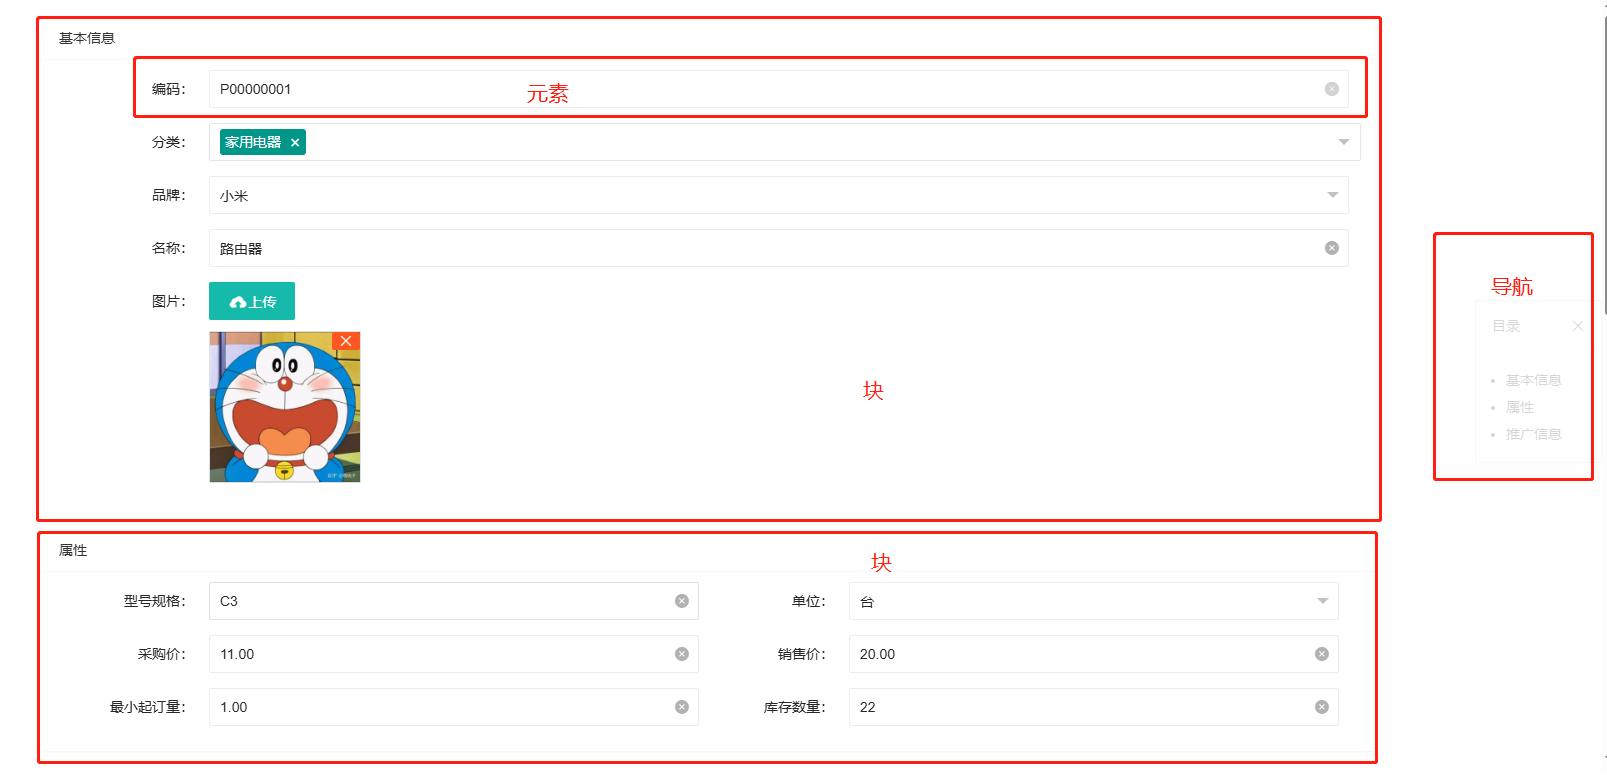 基本信息
编码： P00000001
元素
分类： 家用电器 ×
品牌： 小米
名称： 路由器
图片： 上传
块
导航
目录
基本信息
属性
推广信息
属性
块
型号规格： C3 单位： 台
采购价： 11.00 销售价： 20.00
最小起订量： 1.00 库存数量： 22